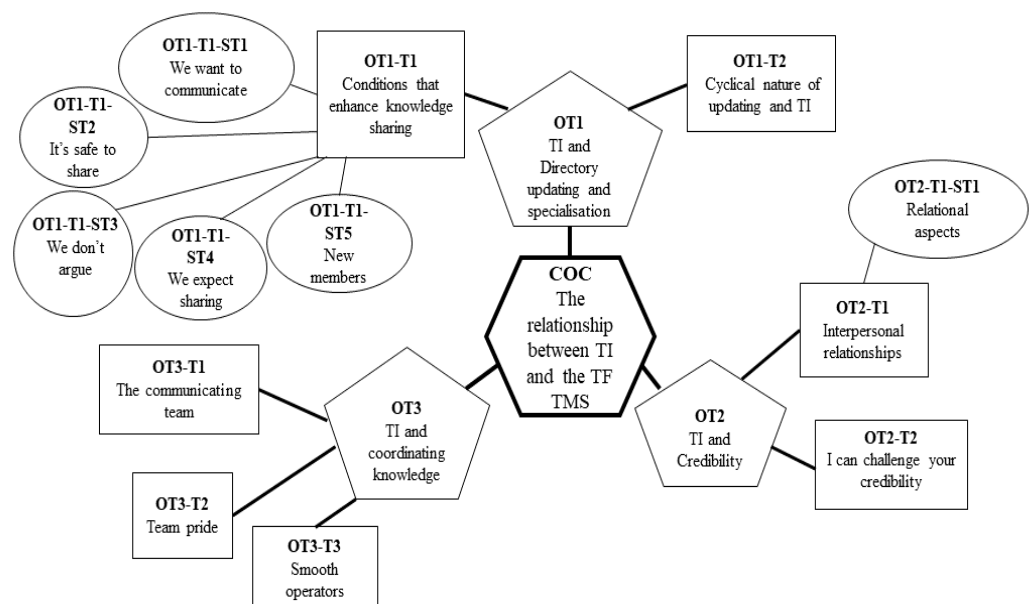 OT1-T1-ST1
We want to
communicate
OT1-T1
Conditions that
enhance knowledge
sharing
OT1-T2
Cyclical nature of
updating and TI
OT1-T1-
ST2
It's safe to
share
OT1
TI and
Directory
updating and
specialisation
OT2-T1-ST1
Relational
aspects
OT1-T1-ST3
We don't
argue
OT1-T1-
ST4
We expect
sharing
OT1-T1-
ST5
New
members
COC
The
relationship
between TI
and the TF
TMS
OT2-T1
Interpersonal
relationships
OT3-T1
The communicating
team
OT3
TI and
coordinating
knowledge
OT2
TI and
Credibility
OT2-T2
I can challenge your
credibility
OT3-T2
Team pride
OT3-T3
Smooth
operators